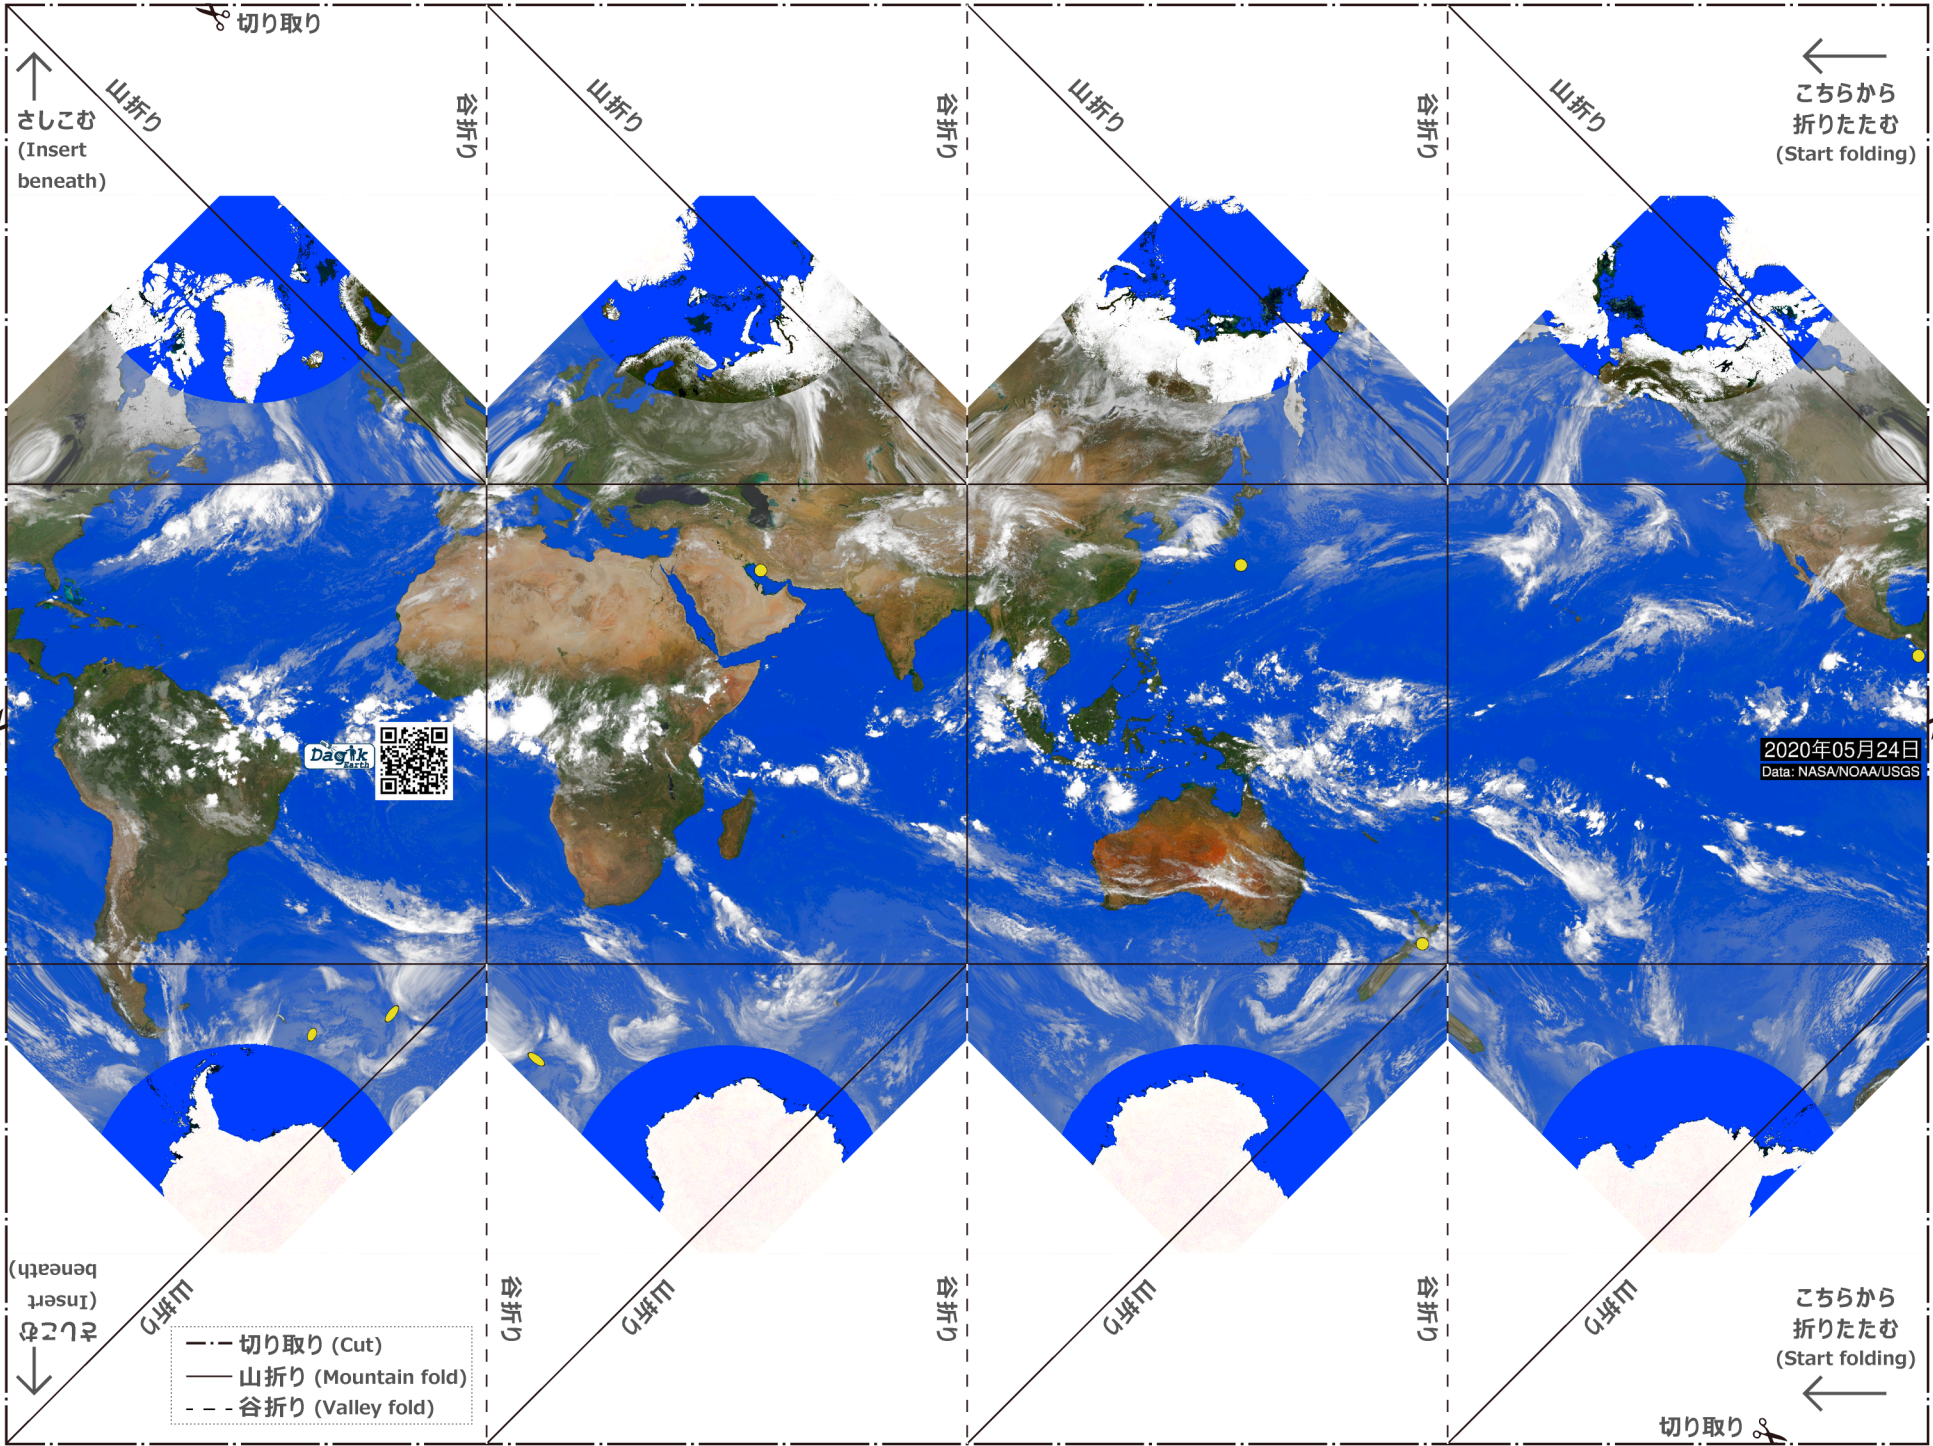 切り取り
さしこむ
(Insert
beneath)
山折り
谷折り
山折り
谷折り
山折り
谷折り
山折り
こちらから
折りたたむ
(Start folding)
Dagik
Earth
2020年05月24日
Data: NASA/NOAA/USGS
さしこむ
(Insert
beneath)
山折り
谷折り
山折り
谷折り
山折り
谷折り
山折り
こちらから
折りたたむ
(Start folding)
切り取り (Cut)
山折り (Mountain fold)
谷折り (Valley fold)
切り取り